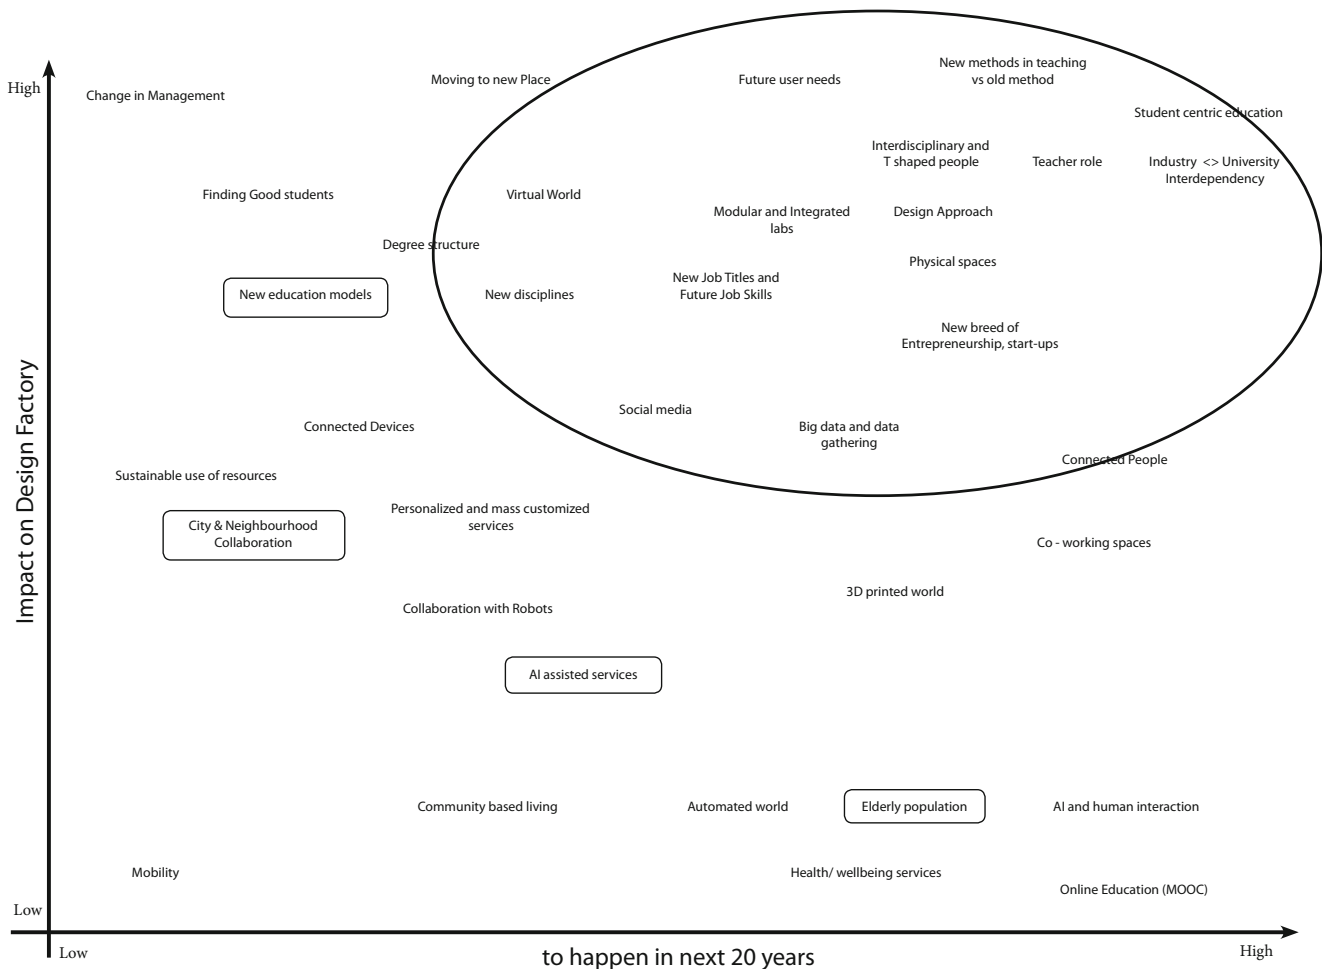 High
Change in Management
Moving to new Place
Future user needs
New methods in teaching
vs old method
Student centric education
Interdisciplinary and
T shaped people
Teacher role
Industry <> University
Interdependency
Finding Good students
Virtual World
Modular and Integrated
labs
Design Approach
Degree structure
Physical spaces
New education models
New disciplines
New Job Titles and
Future Job Skills
New breed of
Entrepreneurship, start-ups
Social media
Connected Devices
Big data and data
gathering
Connected People
Sustainable use of resources
Personalized and mass customized
services
City & Neighbourhood
Collaboration
Co - working spaces
3D printed world
Collaboration with Robots
AI assisted services
Community based living
Automated world
Elderly population
AI and human interaction
Mobility
Health/ wellbeing services
Online Education (MOOC)
Impact on Design Factory
Low
Low
to happen in next 20 years
High